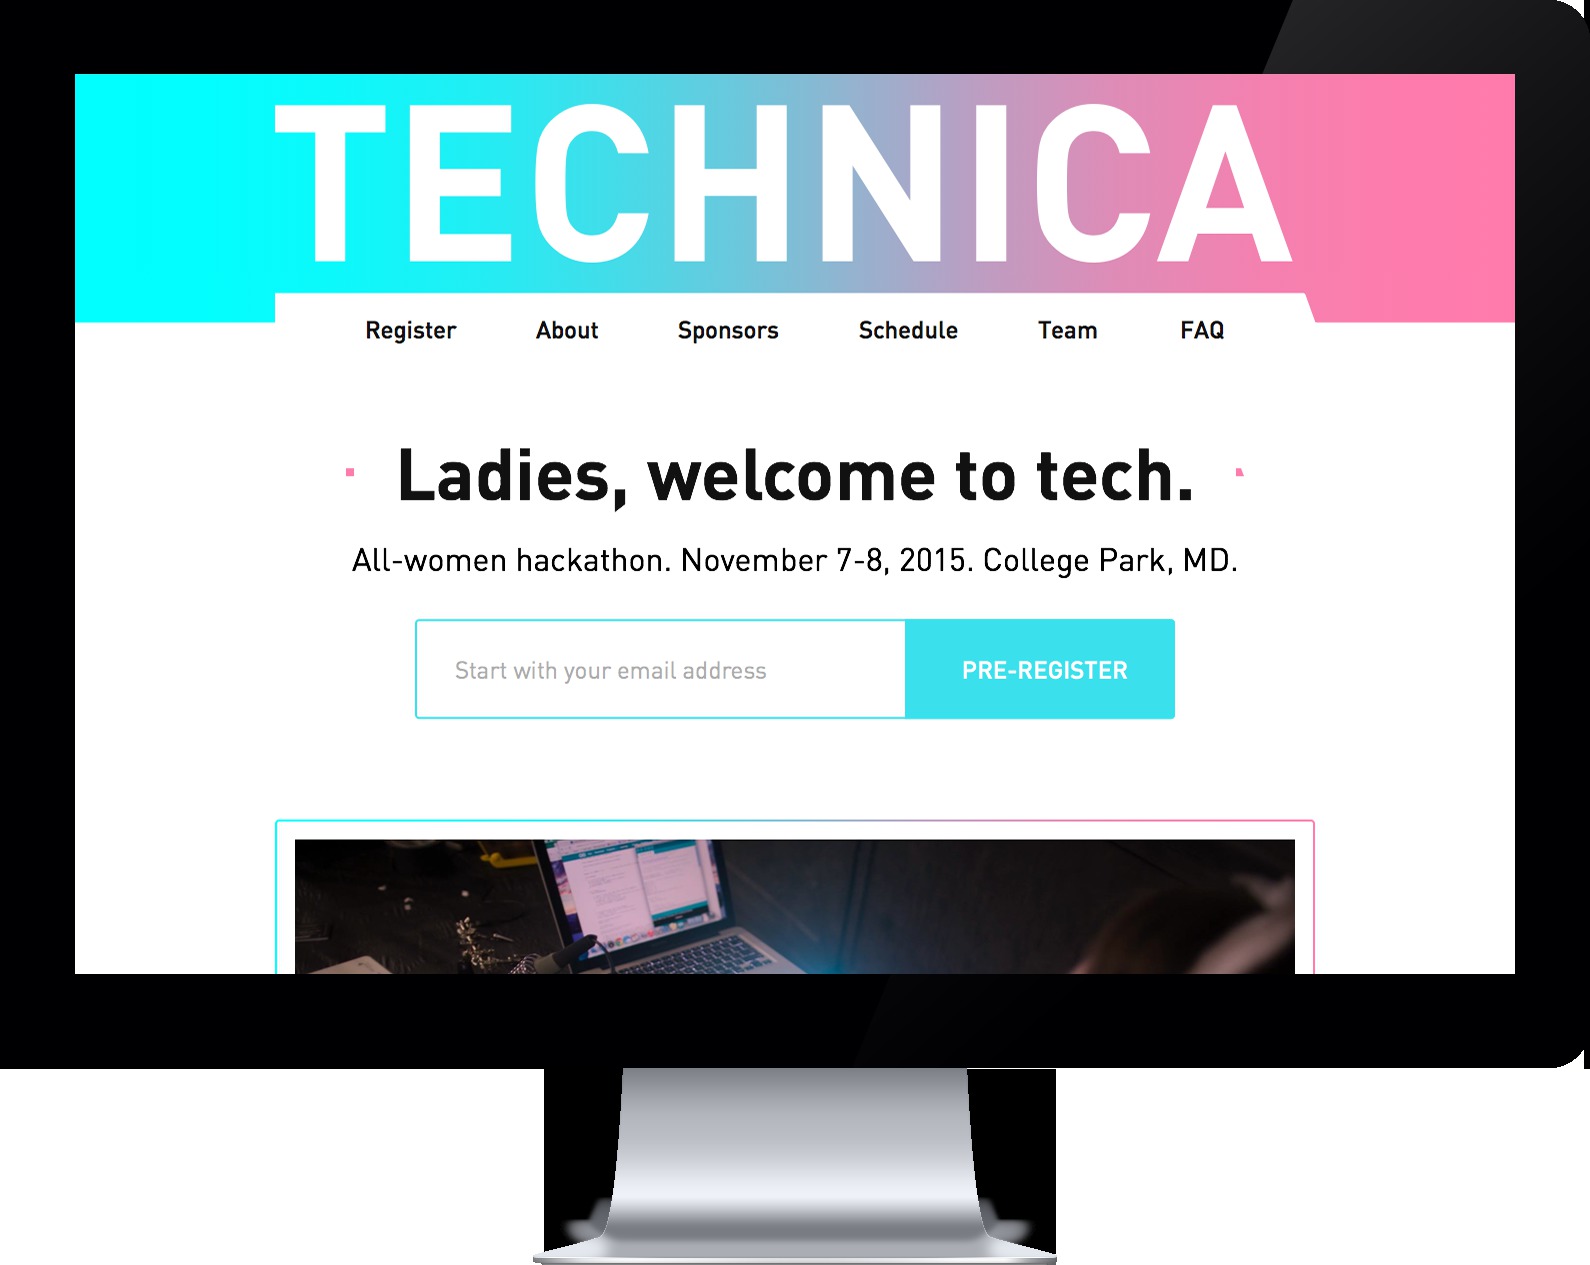 TECHNICA
Register About Sponsors Schedule Team FAQ
Ladies, welcome to tech.
All-women hackathon. November 7-8, 2015. College Park, MD.
Start with your email address PRE-REGISTER